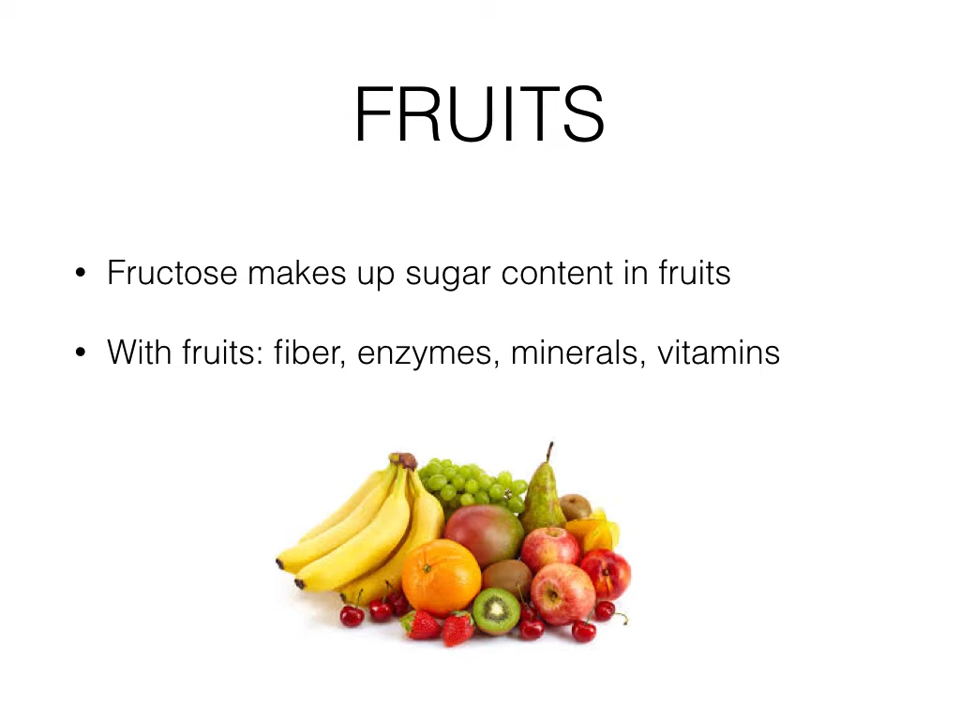 FRUITS
• Fructose makes up sugar content in fruits
• With fruits: fiber, enzymes, minerals, vitamins